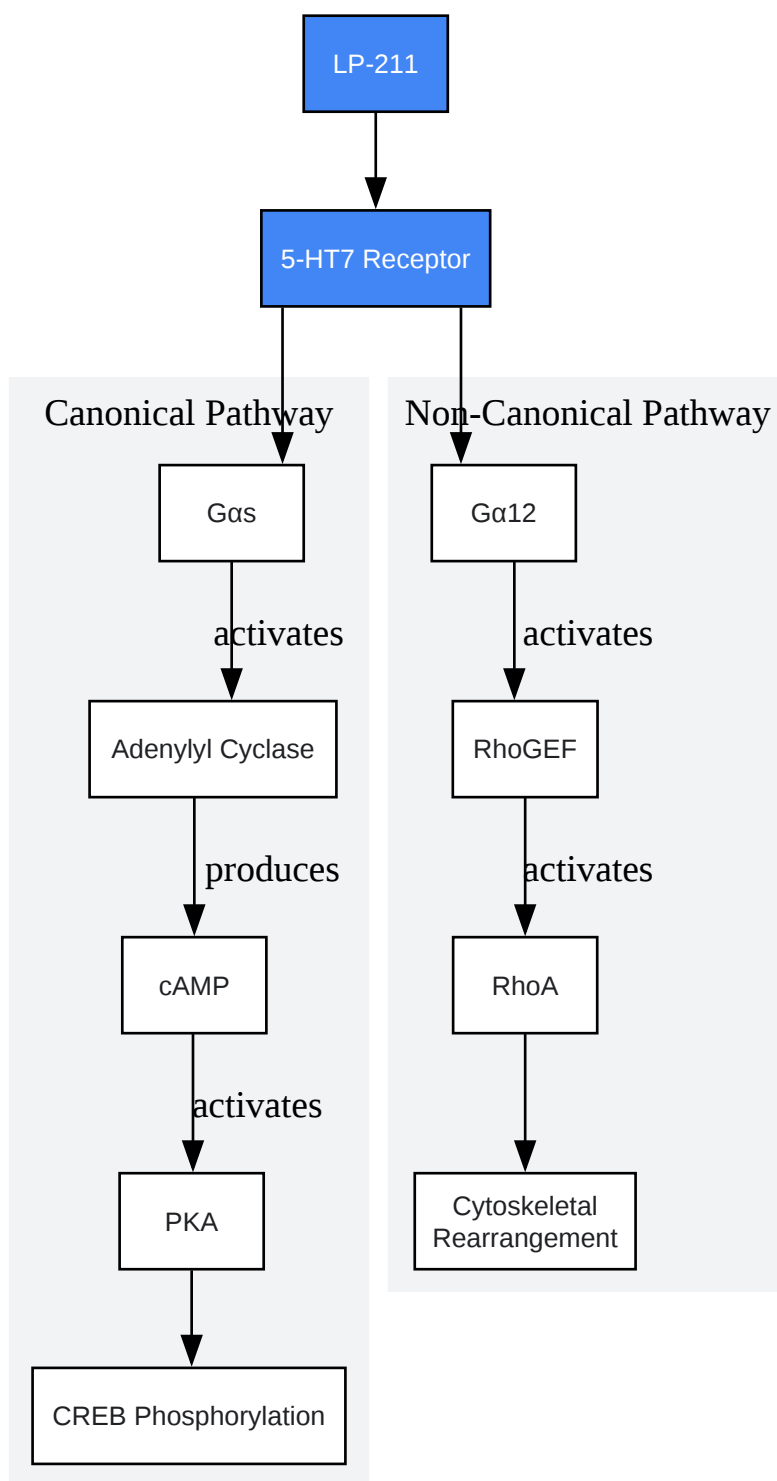 LP-211
5-HT7 Receptor
Canonical Pathway
Gαs
activates
Adenylyl Cyclase
produces
cAMP
activates
PKA
CREB Phosphorylation
Non-Canonical Pathway
Gα12
activates
RhoGEF
activates
RhoA
Cytoskeletal
Rearrangement